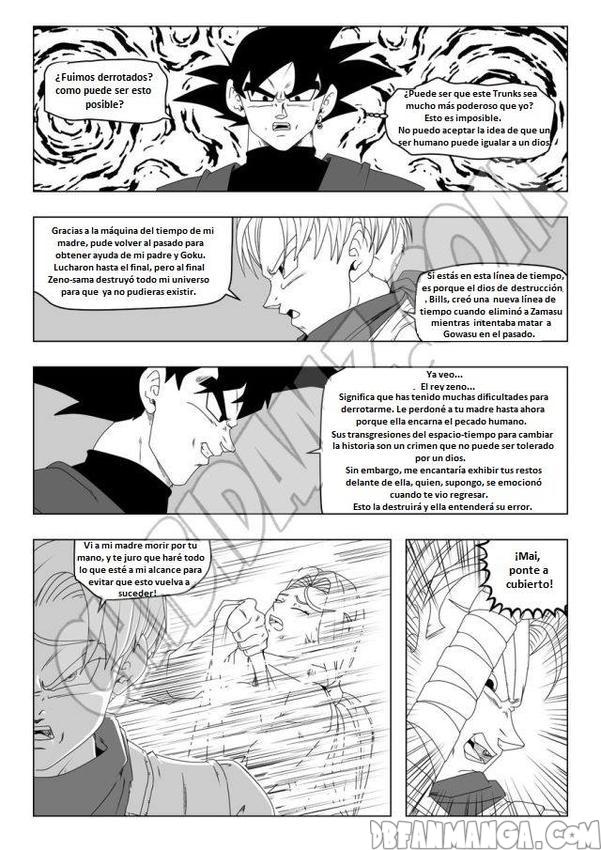 ¿Fuimos derrotados?
como puede ser esto
posible?
¿Puede ser que este Trunks sea
mucho más poderoso que yo?
Esto es imposible.
No puedo aceptar la idea de que un
ser humano puede igualar a un dios.
Gracias a la máquina del tiempo de mi
madre, pude volver al pasado para
obtener ayuda de mi padre y Goku.
Lucharon hasta el final, pero al final
Zeno-sama destruyó todo mi universo
para que ya no pudieras existir.
Si estás en esta línea de tiempo,
es porque el dios de destrucción
, Bills, creó una nueva línea de
tiempo cuando eliminó a Zamasu
mientras intentaba matar a
Gowasu en el pasado.
Ya veo...
. El rey zeno...
Significa que has tenido muchas dificultades para
derrotarme. Le perdoné a tu madre hasta ahora
porque ella encarna el pecado humano.
Sus transgresiones del espacio-tiempo para cambiar
la historia son un crimen que no puede ser tolerado
por un dios.
Sin embargo, me encantaría exhibir tus restos
delante de ella, quien, supongo, se emocionó
cuando te vio regresar.
Esto la destruirá y ella entenderá su error.
Vi a mi madre morir por tu
mano, y te juro que haré todo
lo que esté a mi alcance para
evitar que esto vuelva a
suceder!
¡Mai,
ponte a
cubierto!
DBFANMANGA.COM